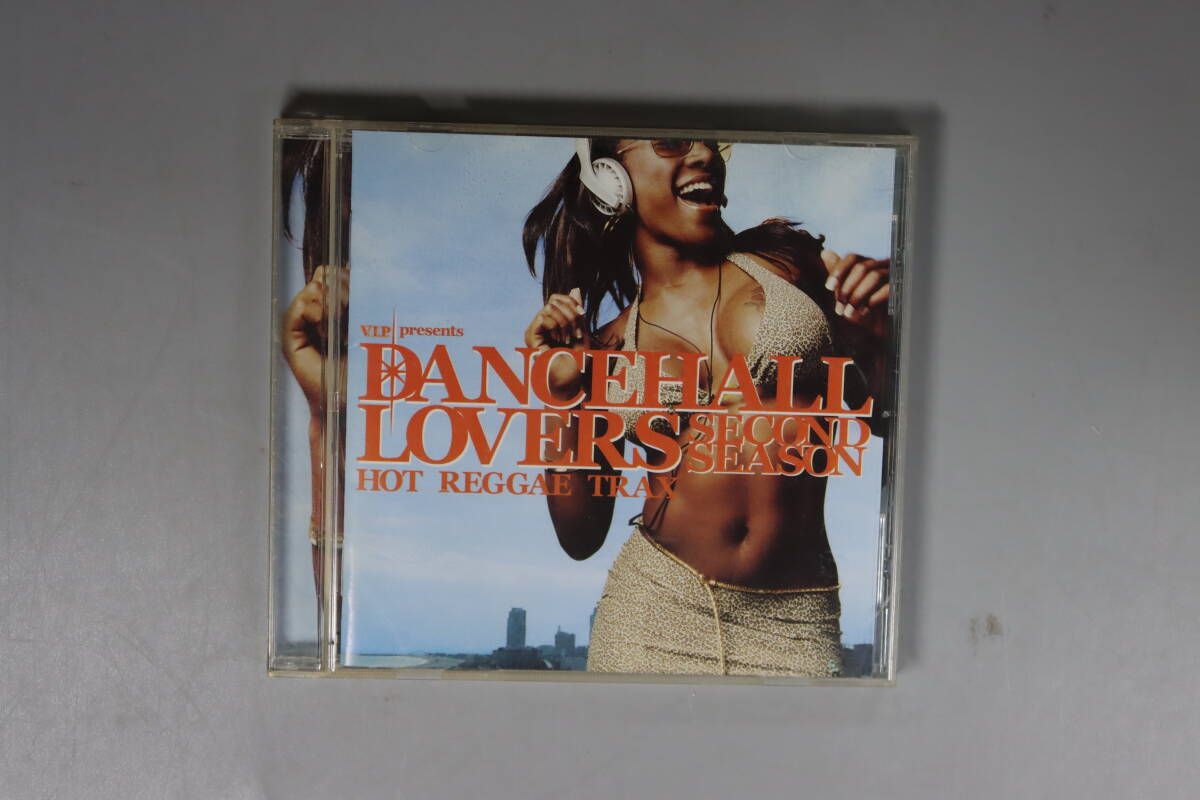 V.I.P presents
DANCEHALL
LOVERS SECOND
SEASON
HOT REGGAE TRAX